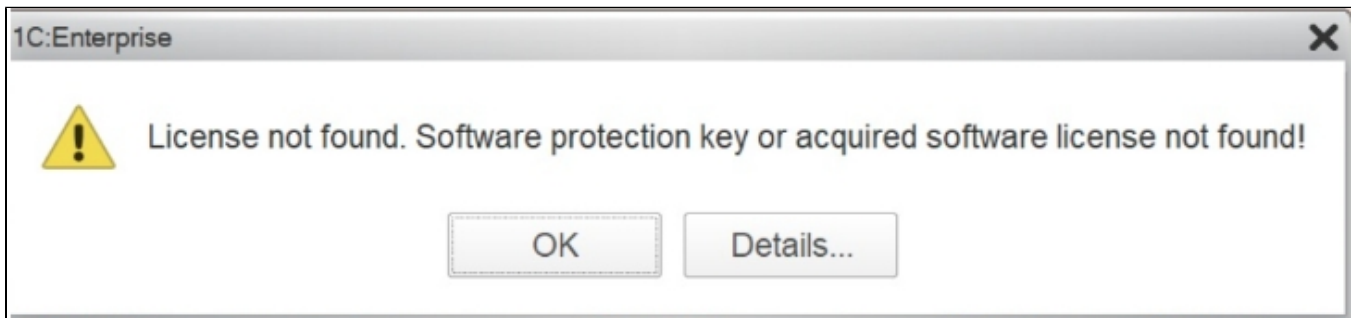 1C:Enterprise
License not found. Software protection key or acquired software license not found!
OK
Details...